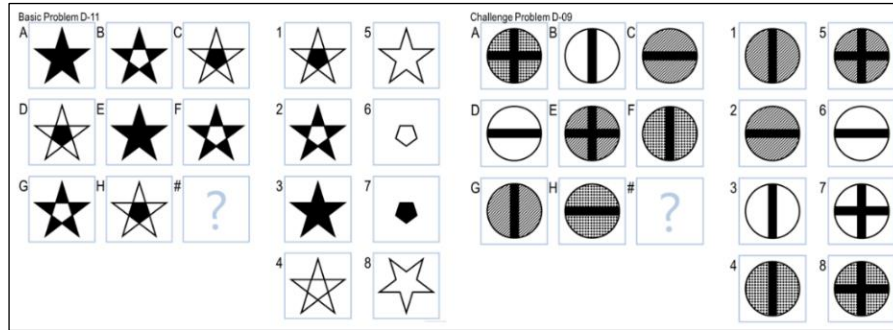 Basic Problem D-11
A B C 1 5
D E F 2 6
G H # ? 3 7
4 8
Challenge Problem D-09
A B C 1 5
D E F 2 6
G H # ? 3 7
4 8